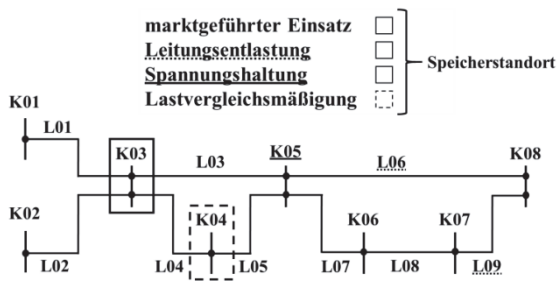 marktgeführter Einsatz
Leitungsentlastung
Spannungshaltung
Lastvergleichsmäßigung
Speicherstandort
K01
L01
K03
L03
K05
L06
K08
K02
L02
K04
L04
L05
K06
K07
L07
L08
L09